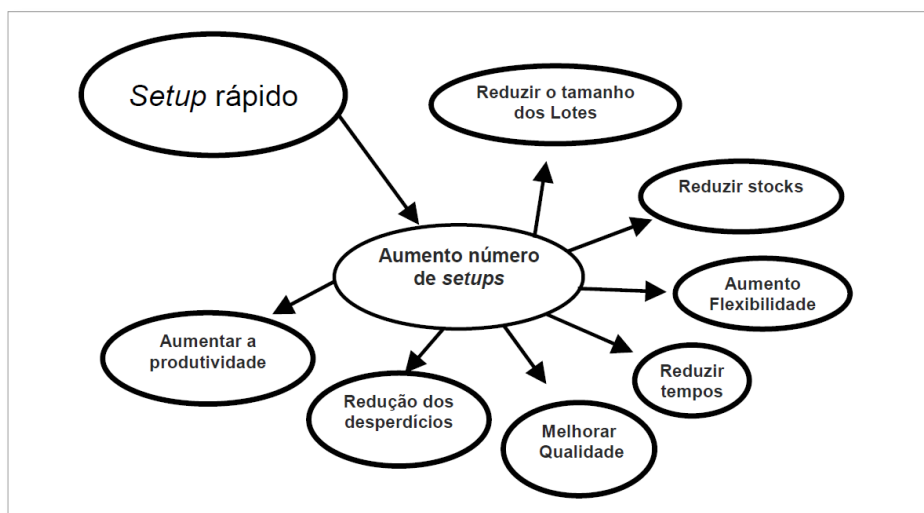 Setup rápido
Reduzir o tamanho
dos Lotes
Reduzir stocks
Aumento número
de setups
Aumento
Flexibilidade
Aumentar a
produtividade
Reduzir
tempos
Redução dos
desperdícios
Melhorar
Qualidade